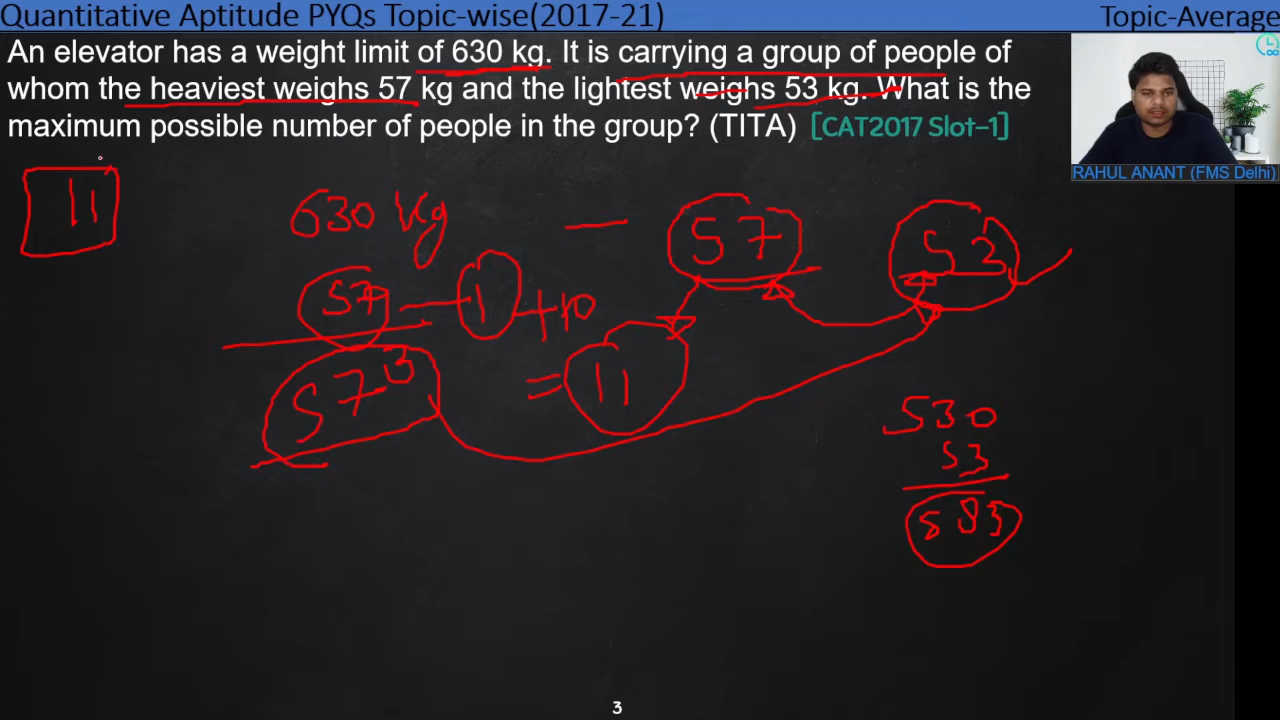 Quantitative Aptitude PYQs Topic-wise(2017-21)
Topic-Average
An elevator has a weight limit of 630 kg. It is carrying a group of people of
whom the heaviest weighs 57 kg and the lightest weighs 53 kg. What is the
maximum possible number of people in the group? (TITA) [CAT2017 Slot-1]
RAHUL ANANT (FMS Delhi)
11
630 Kg — 57 53
57 — 1 + 10
573 = 11
530
53
583
3